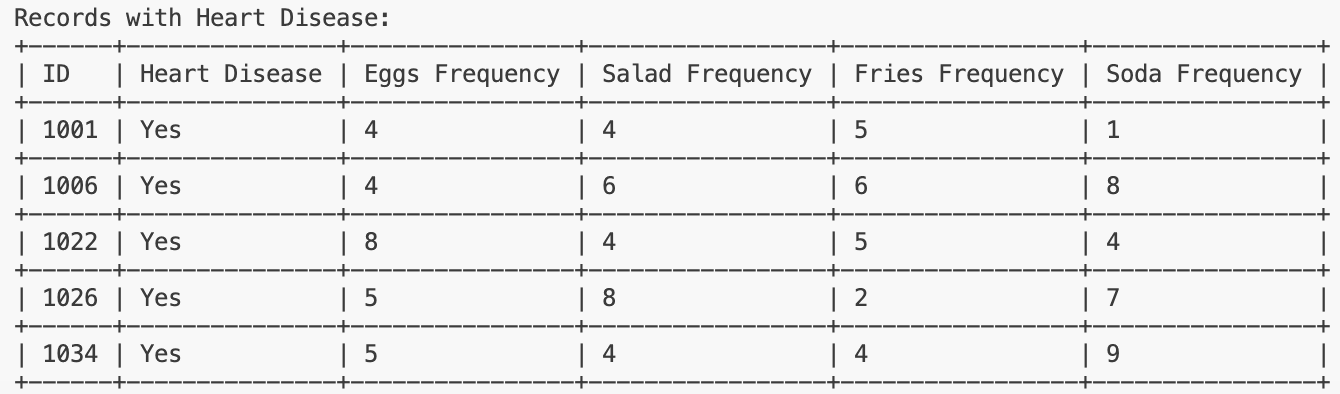 Records with Heart Disease:
+------+---------------+----------------+-----------------+-----------------+----------------+
| ID   | Heart Disease | Eggs Frequency | Salad Frequency | Fries Frequency | Soda Frequency |
+------+---------------+----------------+-----------------+-----------------+----------------+
| 1001 | Yes           | 4              | 4               | 5               | 1              |
+------+---------------+----------------+-----------------+-----------------+----------------+
| 1006 | Yes           | 4              | 6               | 6               | 8              |
+------+---------------+----------------+-----------------+-----------------+----------------+
| 1022 | Yes           | 8              | 4               | 5               | 4              |
+------+---------------+----------------+-----------------+-----------------+----------------+
| 1026 | Yes           | 5              | 8               | 2               | 7              |
+------+---------------+----------------+-----------------+-----------------+----------------+
| 1034 | Yes           | 5              | 4               | 4               | 9              |
+------+---------------+----------------+-----------------+-----------------+----------------+